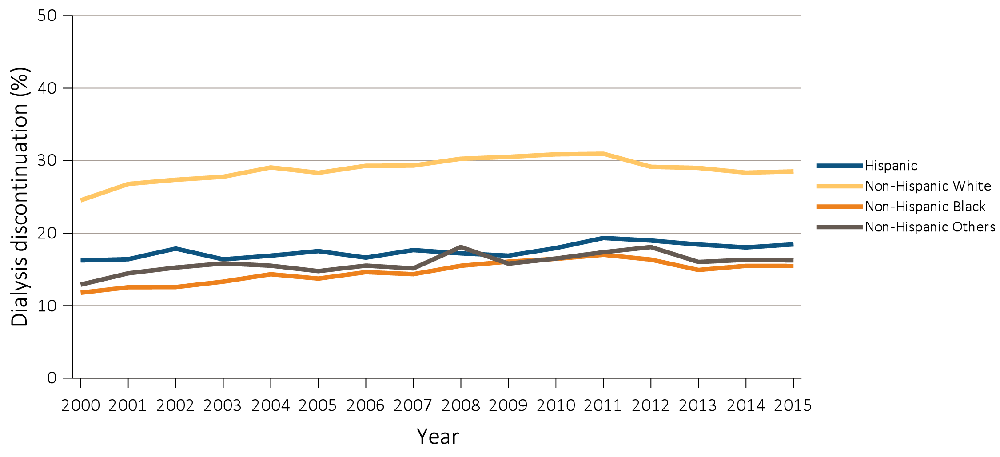 Dialysis discontinuation (%)
50
40
30
20
10
0
2000 2001 2002 2003 2004 2005 2006 2007 2008 2009 2010 2011 2012 2013 2014 2015
Year
Hispanic
Non-Hispanic White
Non-Hispanic Black
Non-Hispanic Others